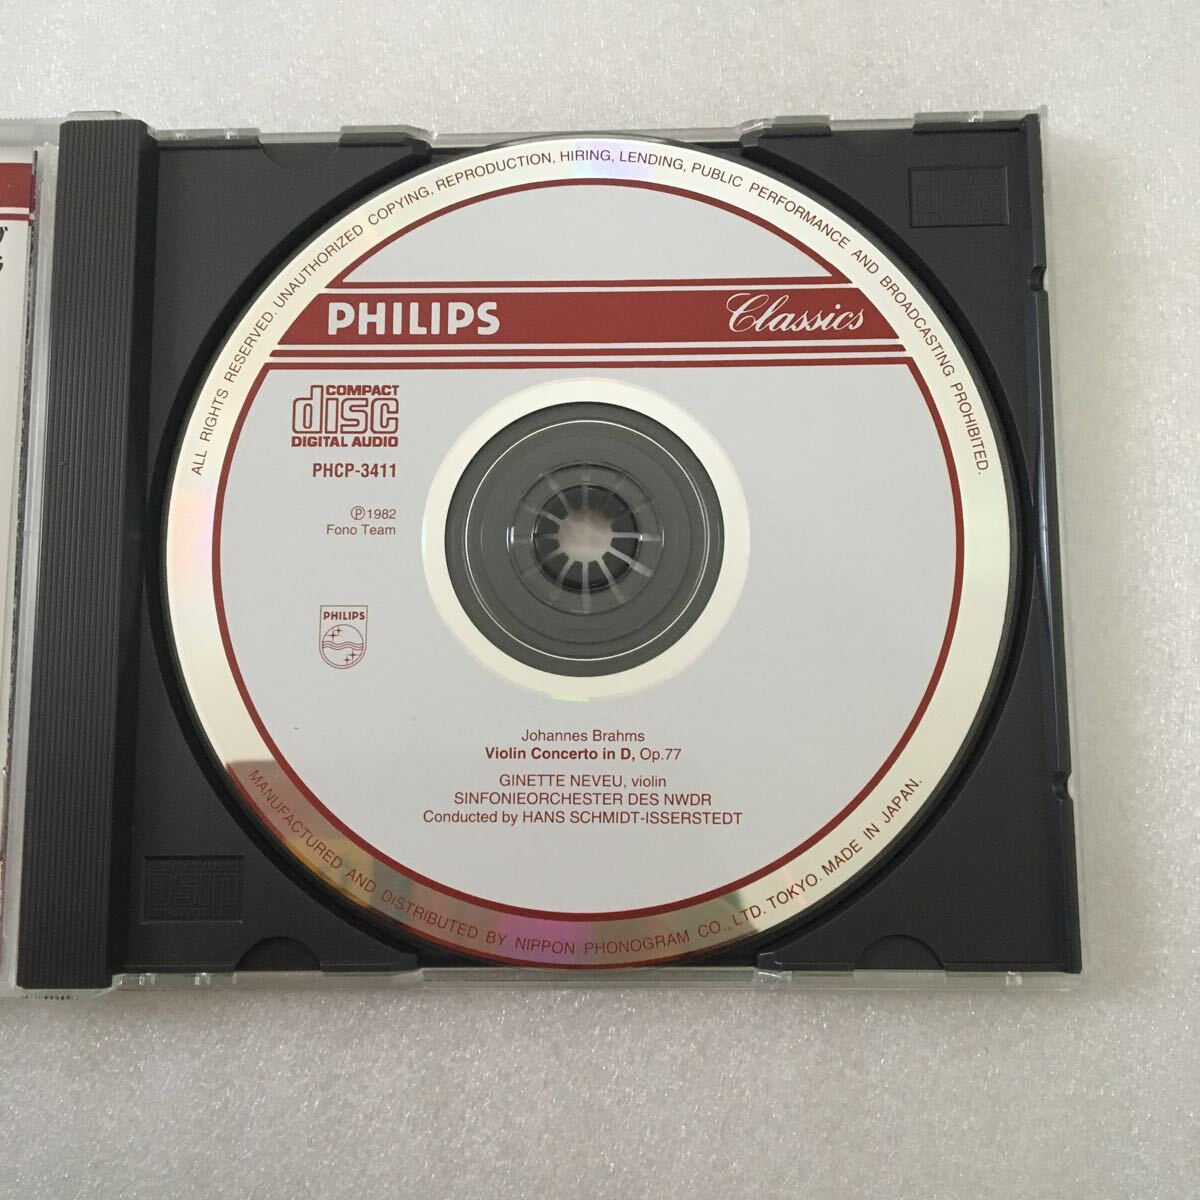 ALL RIGHTS RESERVED. UNAUTHORIZED COPYING, REPRODUCTION, HIRING, LENDING, PUBLIC PERFORMANCE AND BROADCASTING PROHIBITED.
PHILIPS Classics
COMPACT
disc
DIGITAL AUDIO
PHCP-3411
℗1982
Fono Team
PHILIPS
Johannes Brahms
Violin Concerto in D, Op.77
GINETTE NEVEU, violin
SINFONIEORCHESTER DES NWDR
Conducted by HANS SCHMIDT-ISSERSTEDT
MANUFACTURED AND DISTRIBUTED BY NIPPON PHONOGRAM CO., LTD. TOKYO. MADE IN JAPAN.
disc
disc